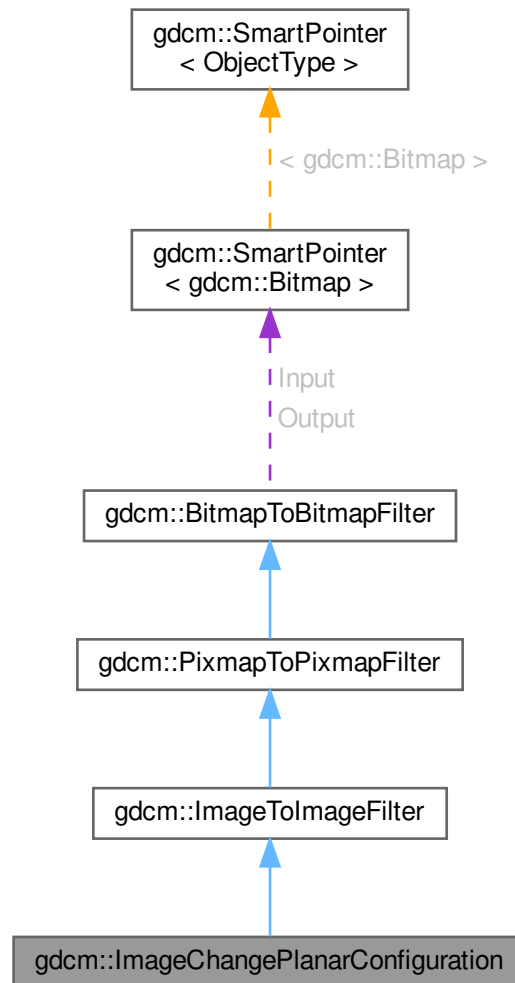 gdcm::SmartPointer
< ObjectType >
< gdcm::Bitmap >
gdcm::SmartPointer
< gdcm::Bitmap >
Input
Output
gdcm::BitmapToBitmapFilter
gdcm::PixmapToPixmapFilter
gdcm::ImageToImageFilter
gdcm::ImageChangePlanarConfiguration